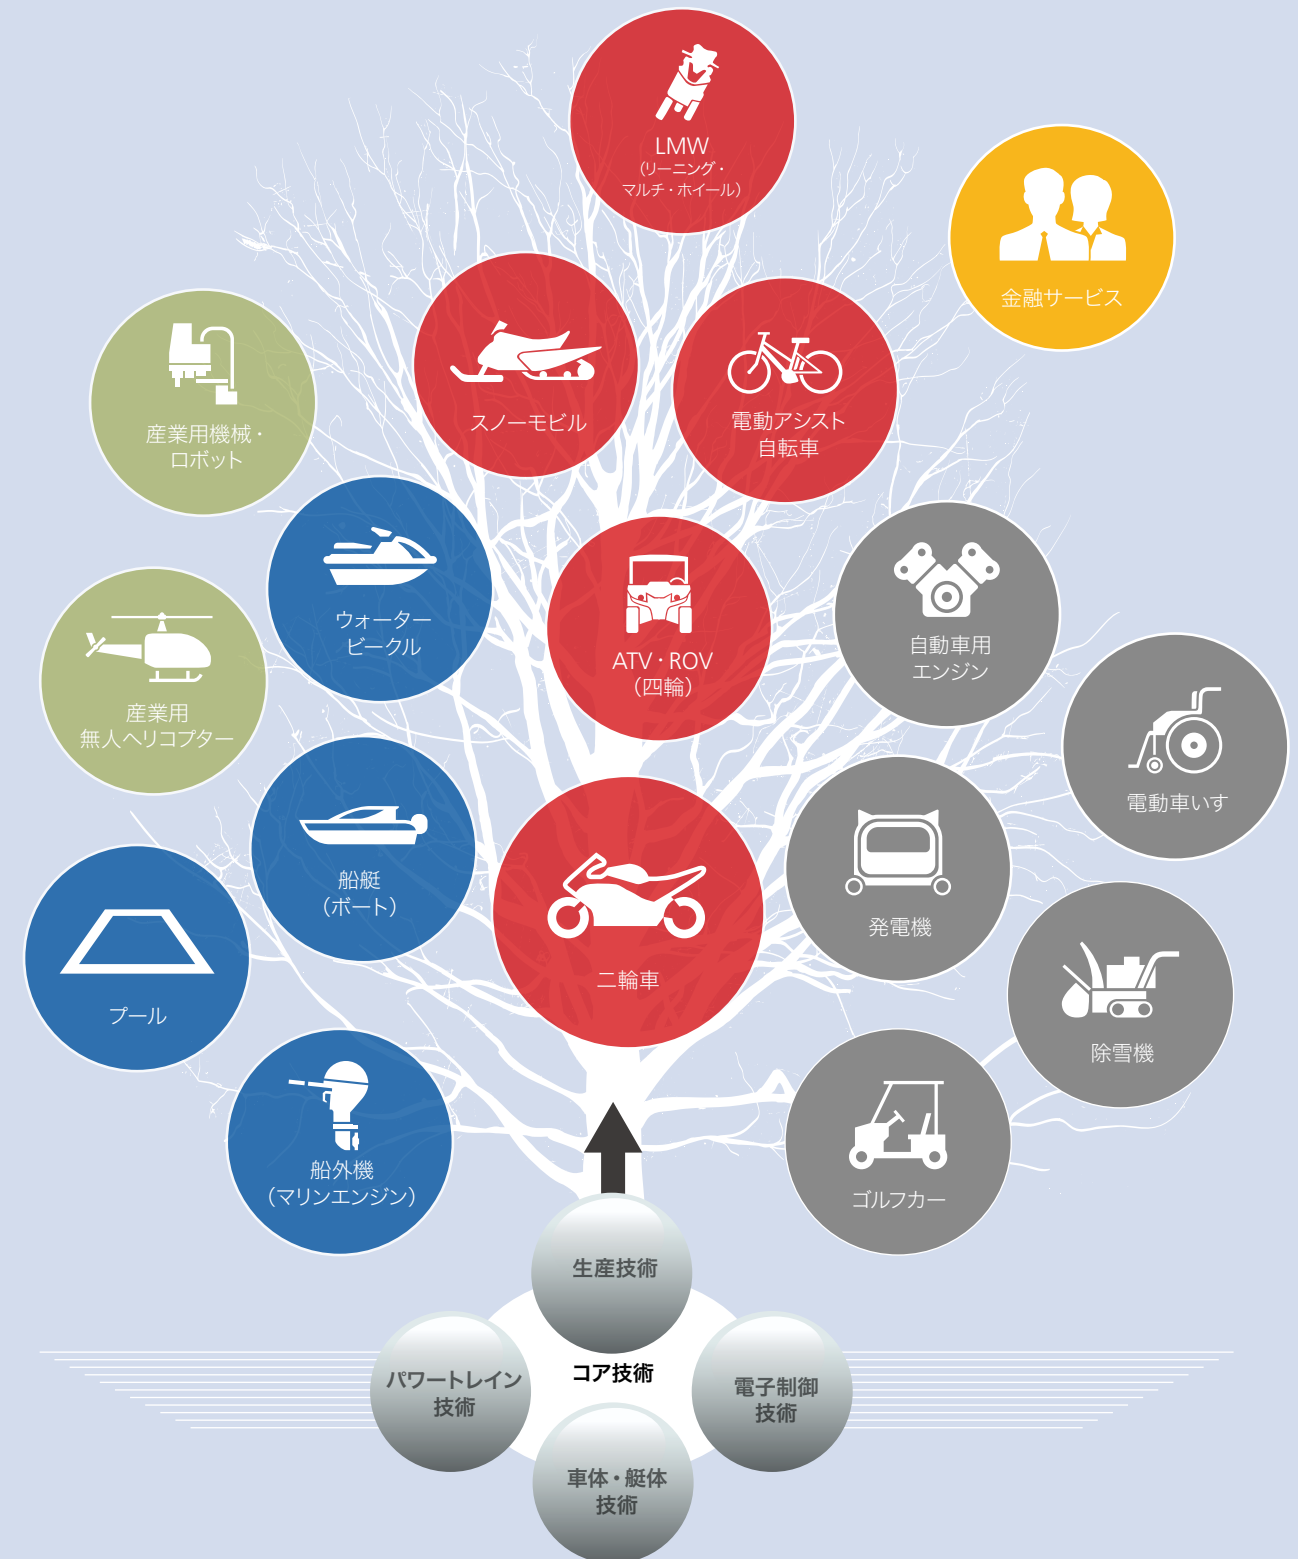 LMW
(リーニング・
マルチ・ホイール)
金融サービス
スノーモビル
電動アシスト
自転車
産業用機械・
ロボット
ウォーター
ビークル
ATV・ROV
(四輪)
自動車用
エンジン
産業用
無人ヘリコプター
電動車いす
船艇
(ボート)
発電機
二輪車
プール
除雪機
船外機
(マリンエンジン)
ゴルフカー
生産技術
コア技術
パワートレイン
技術
電子制御
技術
車体・艇体
技術